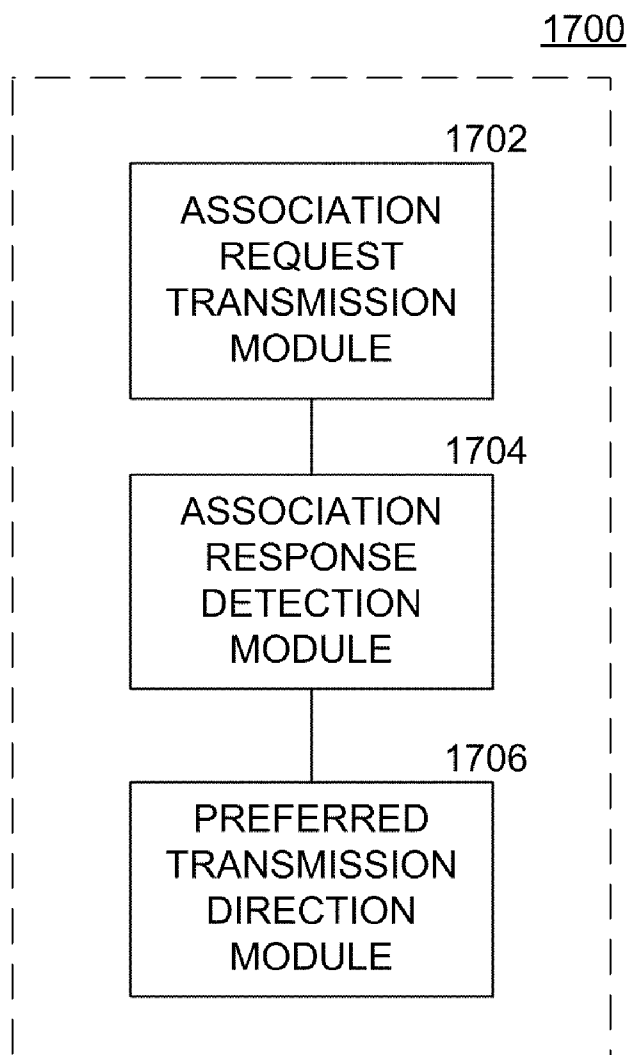 1700
1702
ASSOCIATION
REQUEST
TRANSMISSION
MODULE
1704
ASSOCIATION
RESPONSE
DETECTION
MODULE
1706
PREFERRED
TRANSMISSION
DIRECTION
MODULE